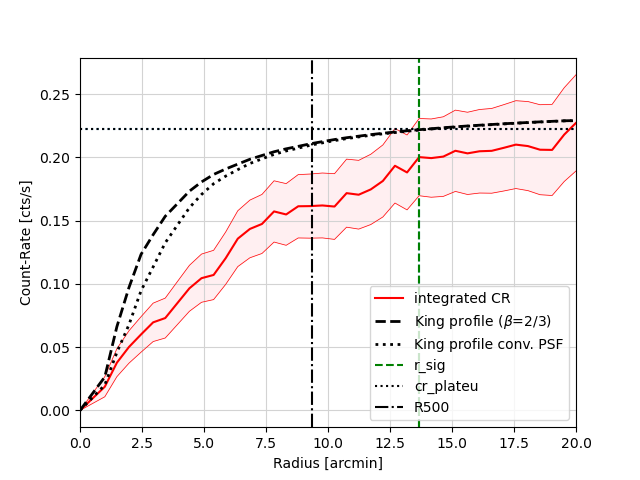 Count-Rate [cts/s]
0.25
0.20
0.15
0.10
0.05
0.00
integrated CR
King profile (β=2/3)
King profile conv. PSF
r_sig
cr_plateu
R500
0.0 2.5 5.0 7.5 10.0 12.5 15.0 17.5 20.0
Radius [arcmin]